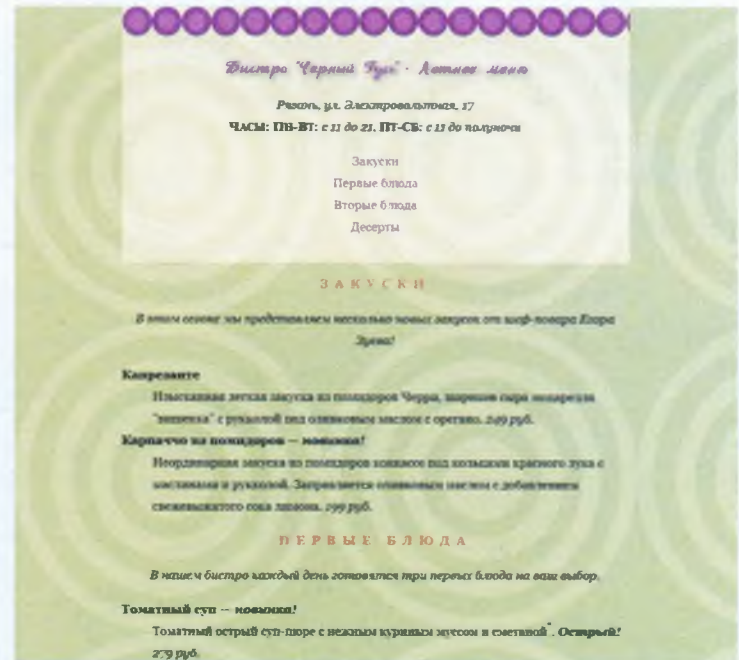 Бистро "Черный Гусь" · Летнее меню
Рязань, ул. Электровольтная, 17
ЧАСЫ: ПН-ВТ: с 11 до 21, ПТ-СБ: с 11 до полуночи
Закуски
Первые блюда
Вторые блюда
Десерты
ЗАКУСКИ
В этом сезоне мы представляем несколько новых закусок от шеф-повара Егора
Зуева!
Капрезанте
Изысканная легкая закуска из помидоров Черри, шариков сыра моцарелла
с рукколой под оливковым маслом с орегано. 249 руб.
Карпаччо из помидоров — новинка!
Неординарная закуска из помидоров под кольцами красного лука с
маслинами и рукколой. Заправляется оливковым маслом с добавлением
свежевыжатого сока лимона. 199 руб.
ПЕРВЫЕ БЛЮДА
В нашем бистро каждый день готовятся три первых блюда на ваш выбор.
Томатный суп — новинка!
Томатный острый суп-пюре с нежным куриным муссом и сметаной*. Острый!
279 руб.